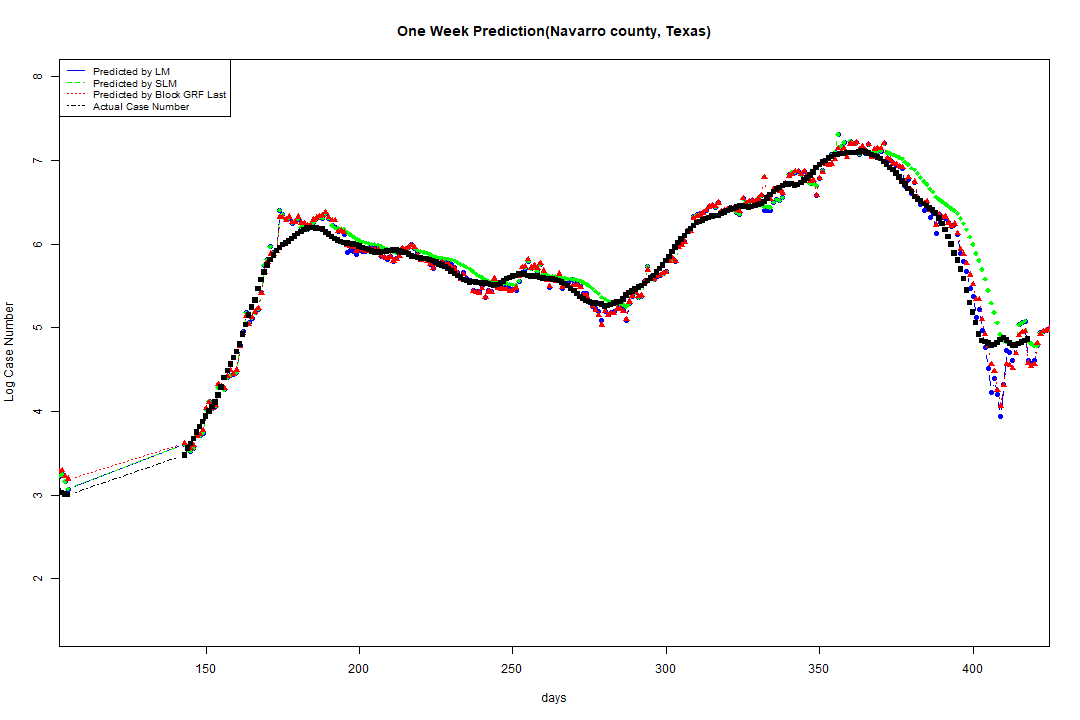 One Week Prediction(Navarro county, Texas)
Predicted by LM
Predicted by SLM
Predicted by Block GRF Last
Actual Case Number
8
7
6
5
4
3
2
Log Case Number
150 200 250 300 350 400
days